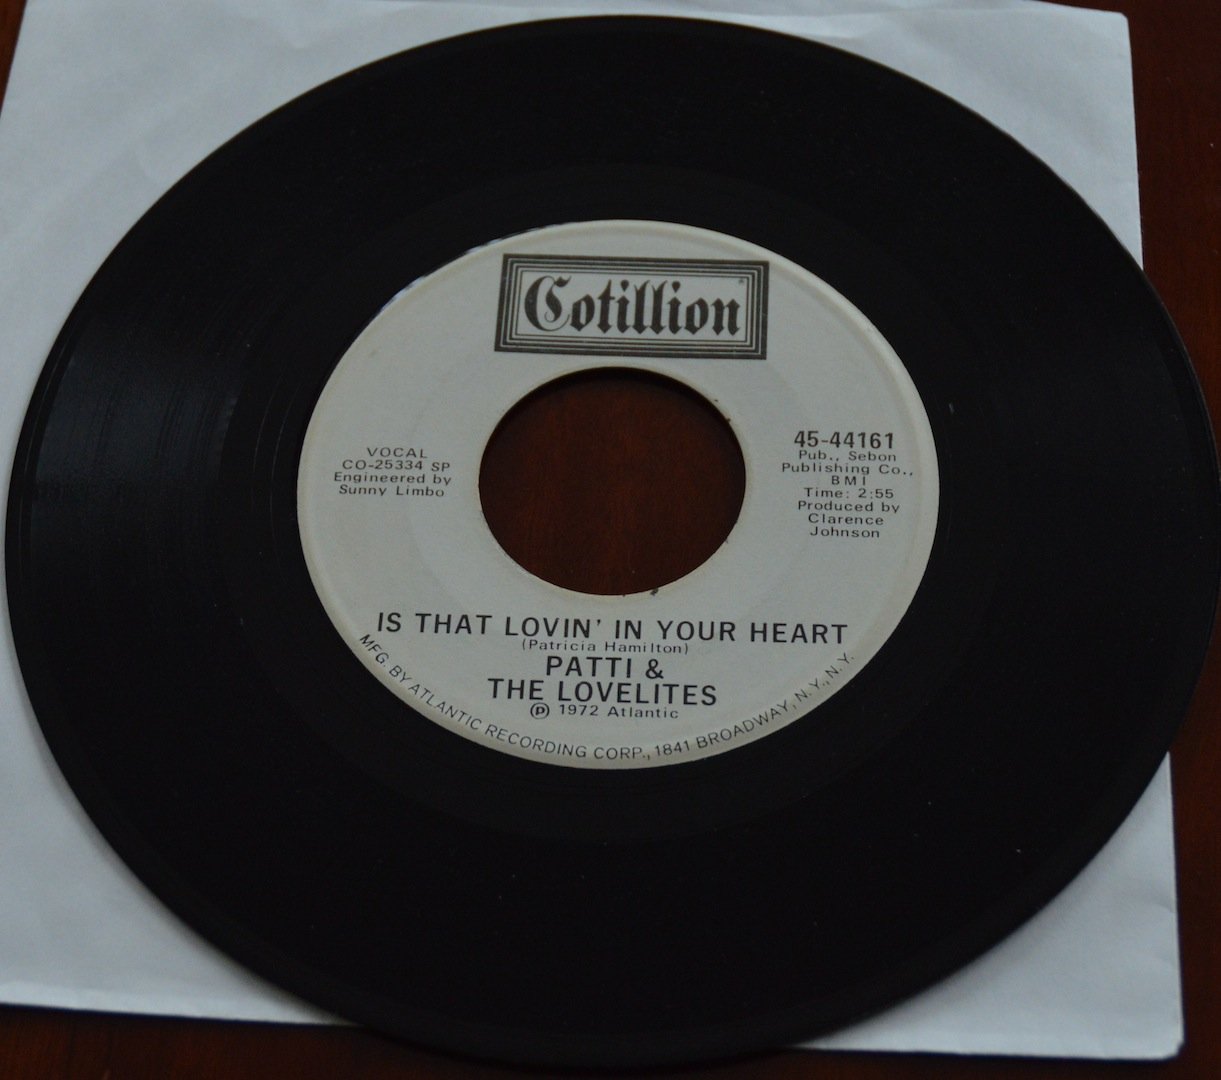 Cotillion
VOCAL
CO-25334 SP
Engineered by
Sunny Limbo
45-44161
Pub., Sebon
Publishing Co.,
BMI
Time: 2:55
Produced by
Clarence
Johnson
IS THAT LOVIN' IN YOUR HEART
(Patricia Hamilton)
PATTI &
THE LOVELITES
℗ 1972 Atlantic
MFG. BY ATLANTIC RECORDING CORP., 1841 BROADWAY, N.Y., N.Y.